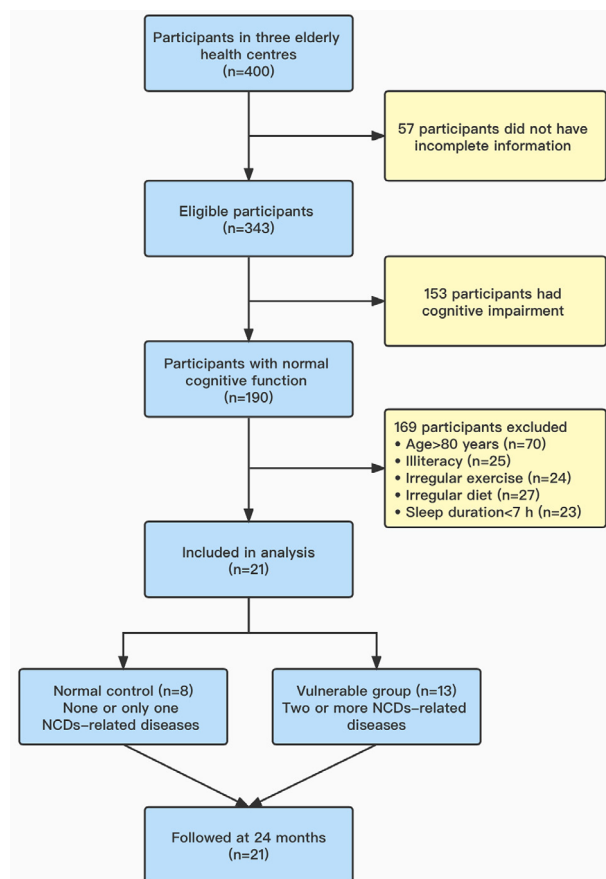 Participants in three elderly
health centres
(n=400)
57 participants did not have
incomplete information
Eligible participants
(n=343)
153 participants had
cognitive impairment
Participants with normal
cognitive function
(n=190)
169 participants excluded
• Age>80 years (n=70)
• Illiteracy (n=25)
• Irregular exercise (n=24)
• Irregular diet (n=27)
• Sleep duration<7 h (n=23)
Included in analysis
(n=21)
Normal control (n=8)
None or only one
NCDs-related diseases
Vulnerable group (n=13)
Two or more NCDs-related
diseases
Followed at 24 months
(n=21)